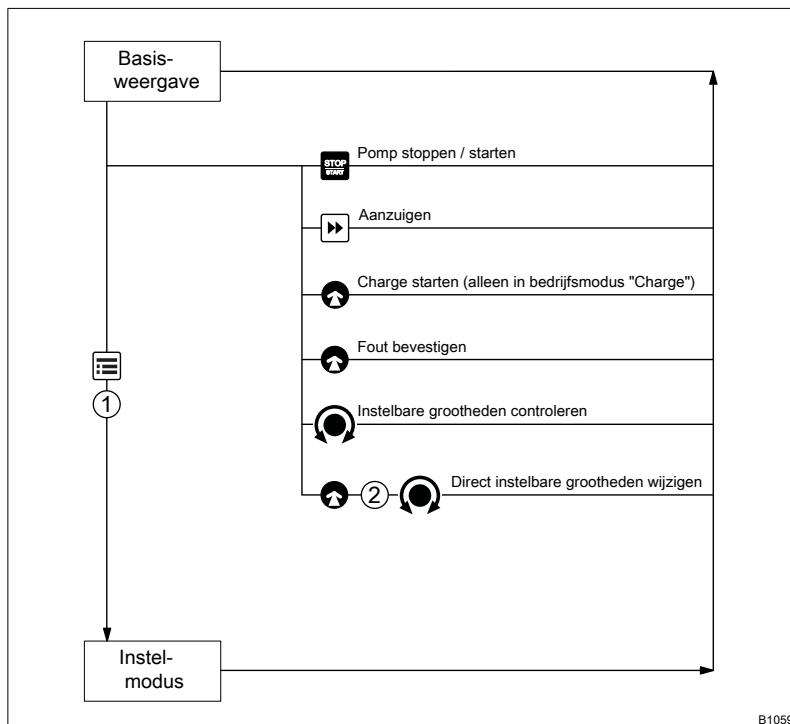 Basis-
weergave
STOP
START
Pomp stoppen / starten
Aanzuigen
Charge starten (alleen in bedrijfsmodus "Charge")
Fout bevestigen
1
Instelbare grootheden controleren
2
Direct instelbare grootheden wijzigen
Instel-
modus
B1059